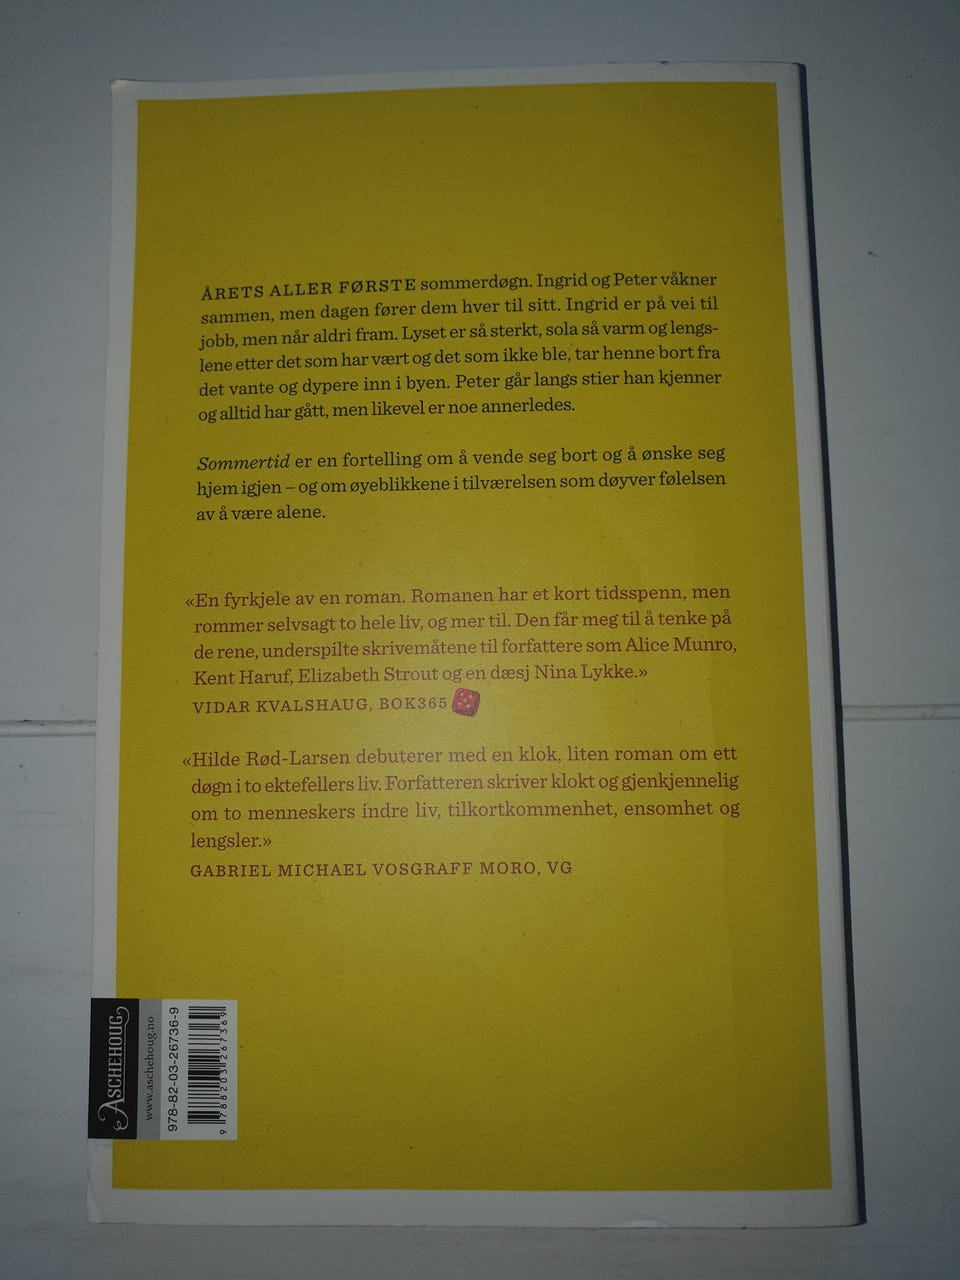 ÅRETS ALLER FØRSTE sommerdøgn. Ingrid og Peter våkner
sammen, men dagen fører dem hver til sitt. Ingrid er på vei til
jobb, men når aldri fram. Lyset er så sterkt, sola så varm og lengs-
lene etter det som har vært og det som ikke ble, tar henne bort fra
det vante og dypere inn i byen. Peter går langs stier han kjenner
og alltid har gått, men likevel er noe annerledes.
Sommertid er en fortelling om å vende seg bort og å ønske seg
hjem igjen – og om øyeblikkene i tilværelsen som døyver følelsen
av å være alene.
«En fyrkjele av en roman. Romanen har et kort tidsspenn, men
rommer selvsagt to hele liv, og mer til. Den får meg til å tenke på
de rene, underspilte skrivemåtene til forfattere som Alice Munro,
Kent Haruf, Elizabeth Strout og en dæsj Nina Lykke.»
VIDAR KVALSHAUG, BOK365
«Hilde Rød-Larsen debuterer med en klok, liten roman om ett
døgn i to ektefellers liv. Forfatteren skriver klokt og gjenkjennelig
om to menneskers indre liv, tilkortkommenhet, ensomhet og
lengsler.»
GABRIEL MICHAEL VOSGRAFF MORO, VG
ASCHEHOUG
www.aschehoug.no
978-82-03-26736-9
9 788203 267369